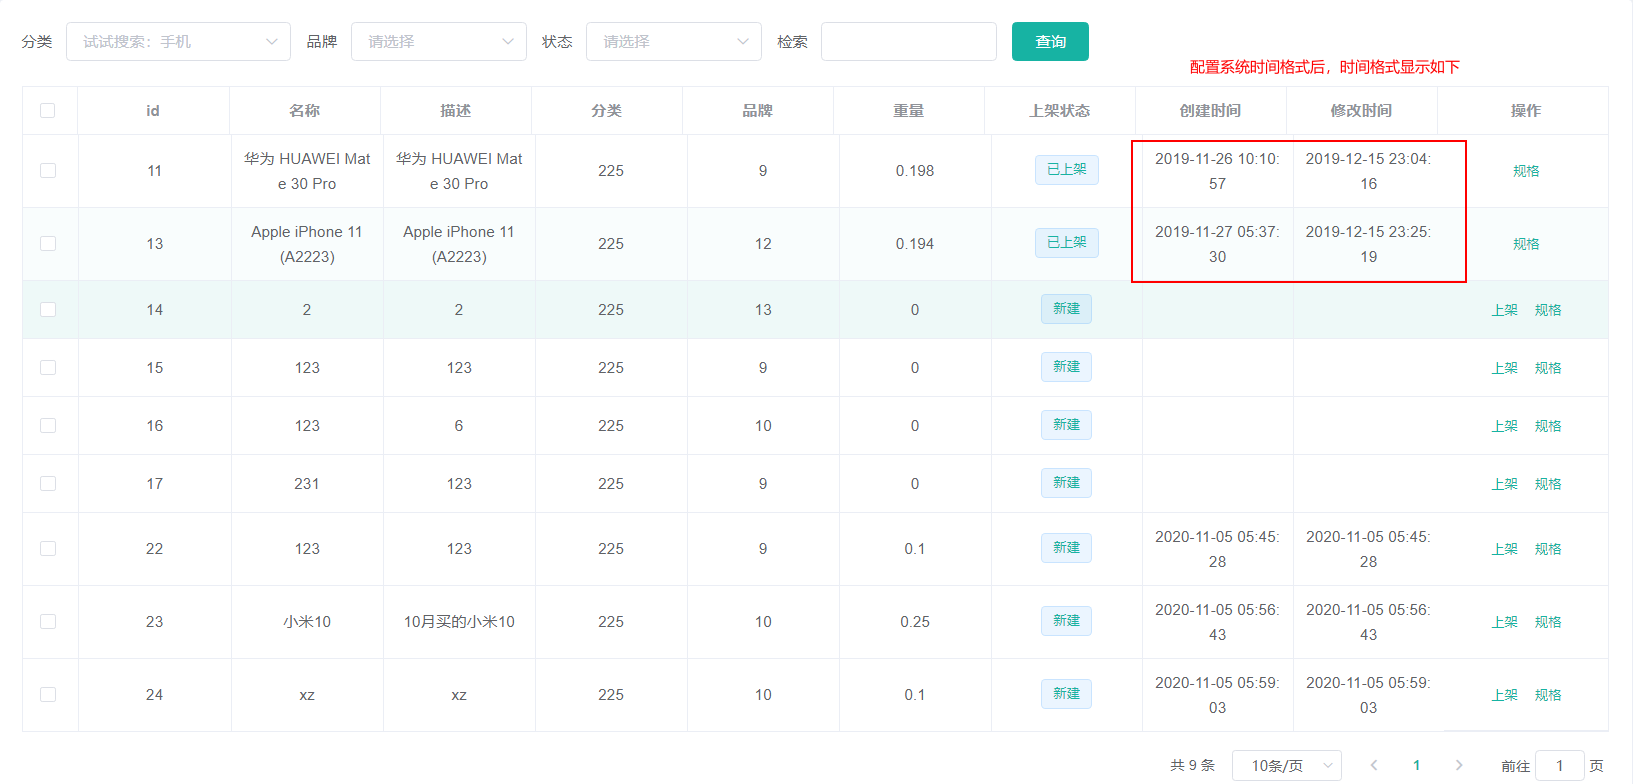 分类 试试搜索：手机 品牌 请选择 状态 请选择 检索 查询
配置系统时间格式后，时间格式显示如下
id 名称 描述 分类 品牌 重量 上架状态 创建时间 修改时间 操作
11 华为 HUAWEI Mat 华为 HUAWEI Mat 225 9 0.198 已上架 2019-11-26 10:10: 2019-12-15 23:04: 规格
e 30 Pro e 30 Pro 57 16
13 Apple iPhone 11 Apple iPhone 11 225 12 0.194 已上架 2019-11-27 05:37: 2019-12-15 23:25: 规格
(A2223) (A2223) 30 19
14 2 2 225 13 0 新建 上架 规格
15 123 123 225 9 0 新建 上架 规格
16 123 6 225 10 0 新建 上架 规格
17 231 123 225 9 0 新建 上架 规格
22 123 123 225 9 0.1 新建 2020-11-05 05:45: 2020-11-05 05:45: 上架 规格
28 28
23 小米10 10月买的小米10 225 10 0.25 新建 2020-11-05 05:56: 2020-11-05 05:56: 上架 规格
43 43
24 xz xz 225 10 0.1 新建 2020-11-05 05:59: 2020-11-05 05:59: 上架 规格
03 03
共 9 条 10条/页 1 前往 1 页